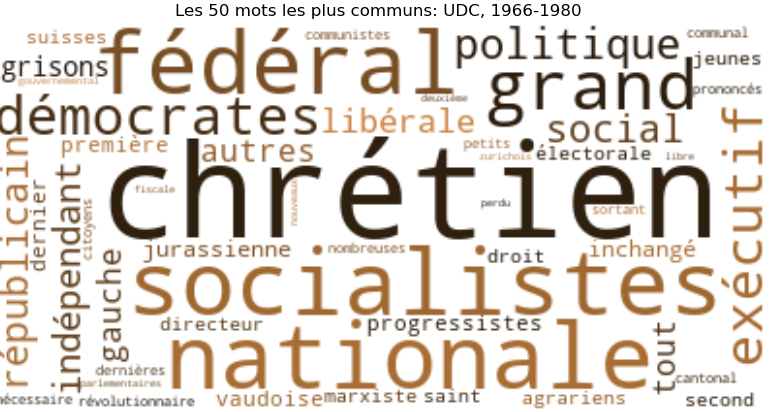 Les 50 mots les plus communs: UDC, 1966-1980
suisses
communistes
communal
fédéral
politique
grisons
jeunes
gouvernemental
grand
prononcés
deuxième
démocrates
libérale
social
exécutif
première
autres
petits
électorale
zurichois
libre
républicain
dernier
indépendant
citoyens
chrétien
fiscale
nouveaux
perdu
sortant
gauche
jurassienne
nombreuses
droit
inchangé
socialistes
directeur
progressistes
nationale
tout
dernières
parlementaires
cantonal
nécessaire
révolutionnaire
vaudoise
marxiste
saint
agrariens
second